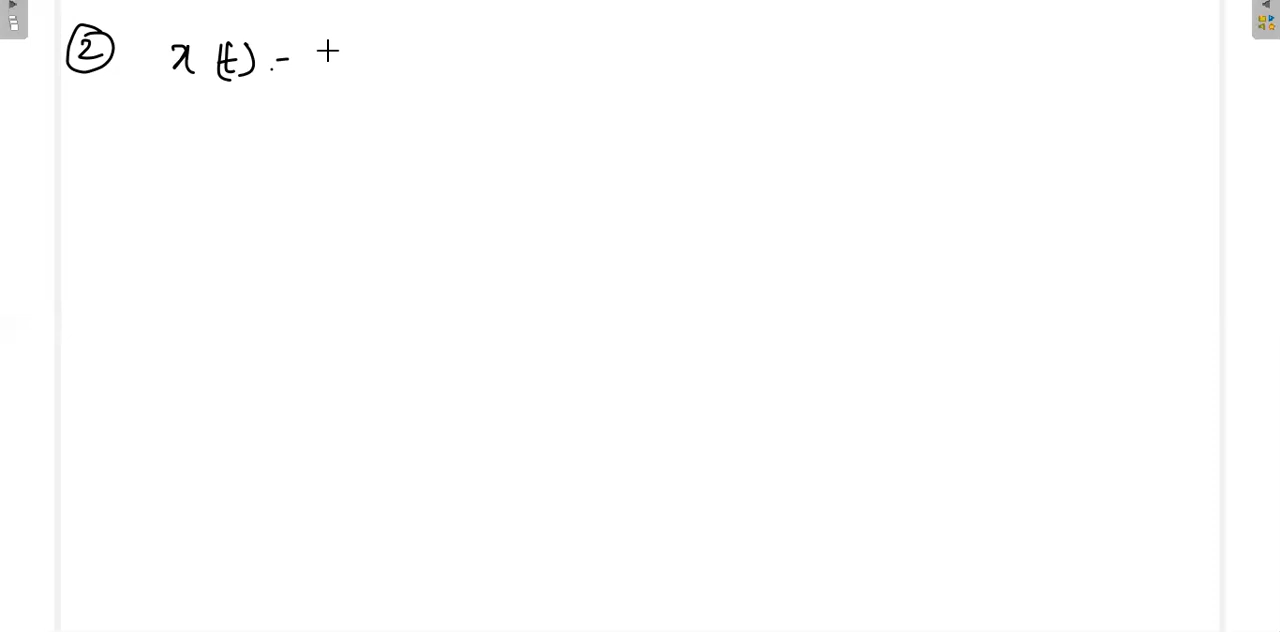 ② x(t) =